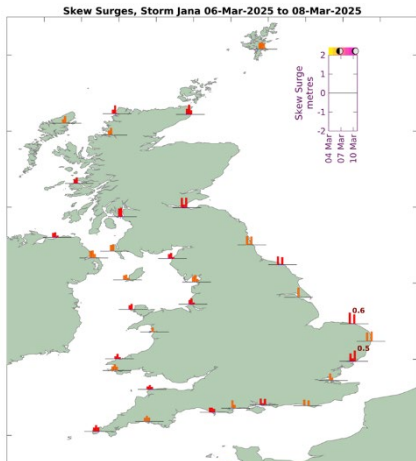 Skew Surges, Storm Jana 06-Mar-2025 to 08-Mar-2025
Skew Surge
metres
2
1
0
-1
-2
04 Mar
07 Mar
10 Mar
0.6
0.5